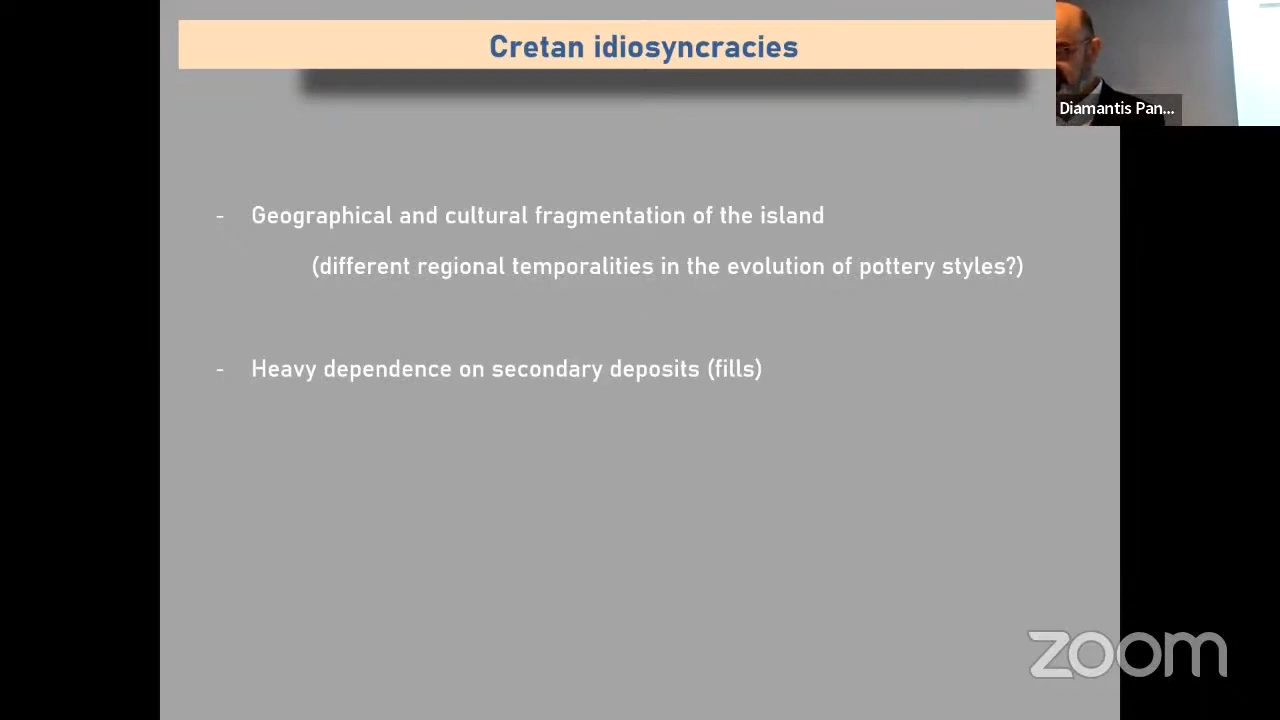 Cretan idiosyncracies
Diamantis Pan...
- Geographical and cultural fragmentation of the island
(different regional temporalities in the evolution of pottery styles?)
- Heavy dependence on secondary deposits (fills)
zoom